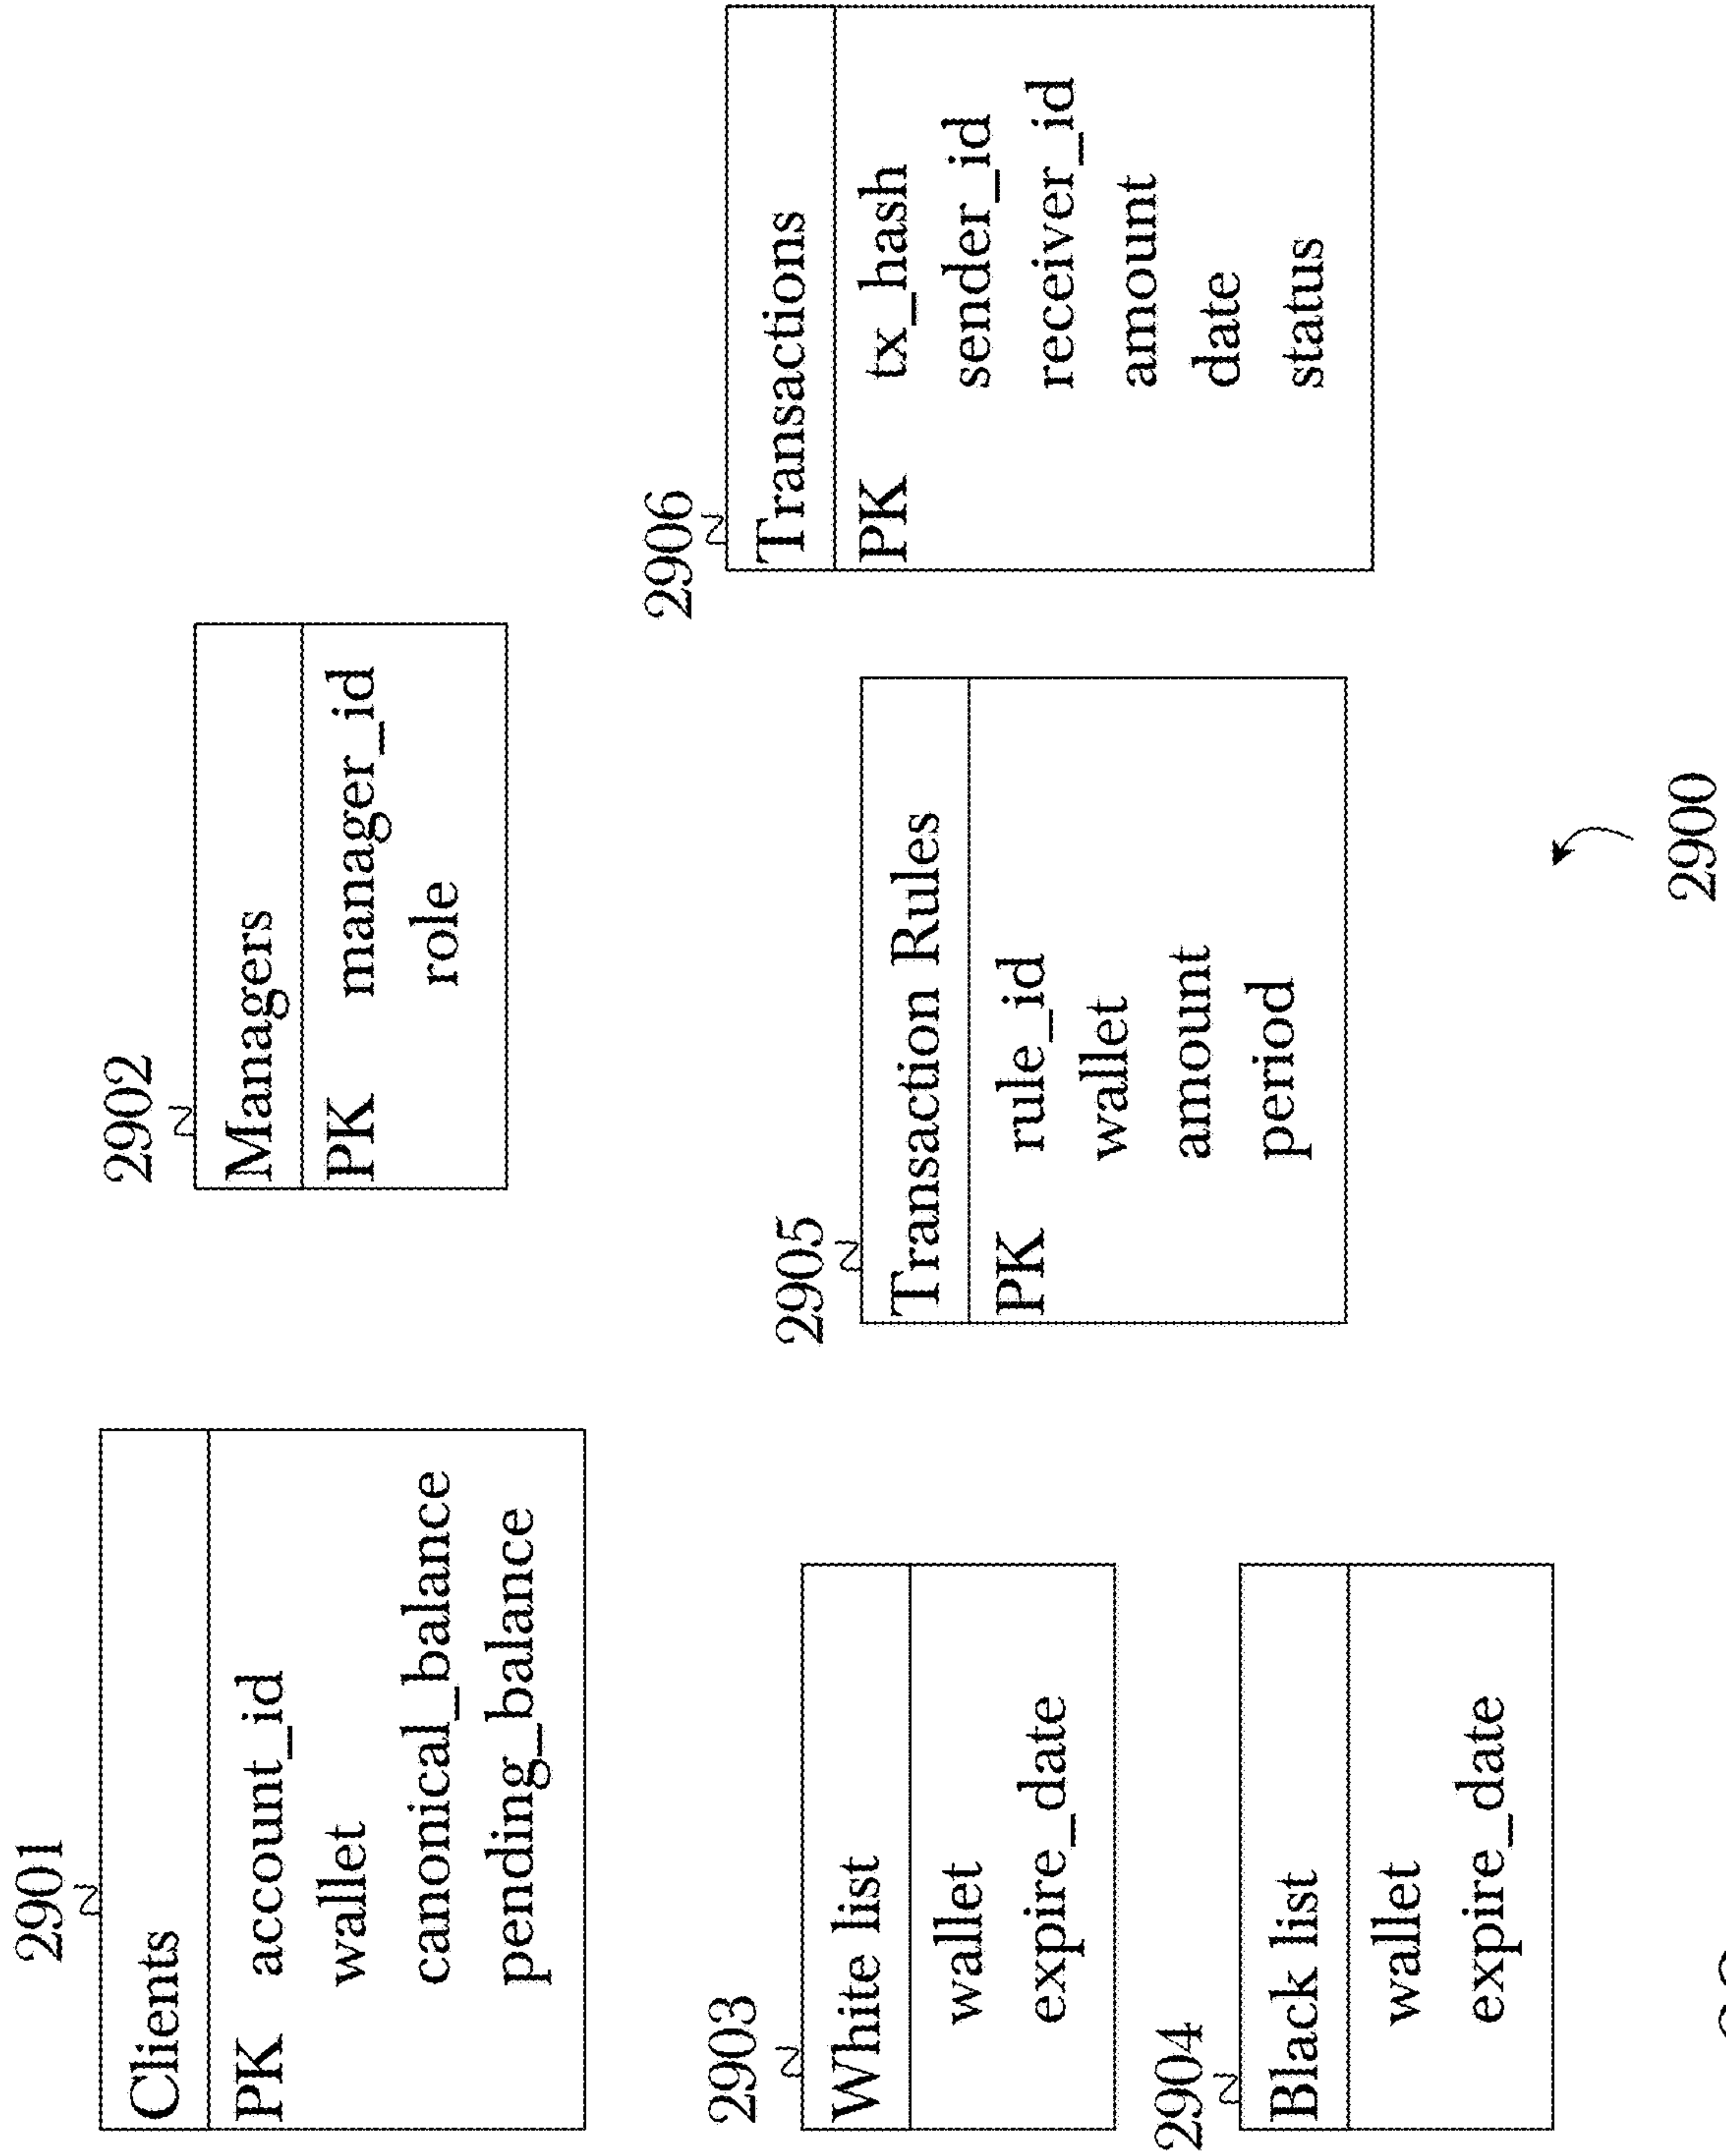 2901
Clients
PK account_id
wallet
canonical_balance
pending_balance
2902
Managers
PK manager_id
role
2903
White list
wallet
expire_date
2904
Black list
wallet
expire_date
2905
Transaction Rules
PK rule_id
wallet
amount
period
2906
Transactions
PK tx_hash
sender_id
receiver_id
amount
date
status
2900